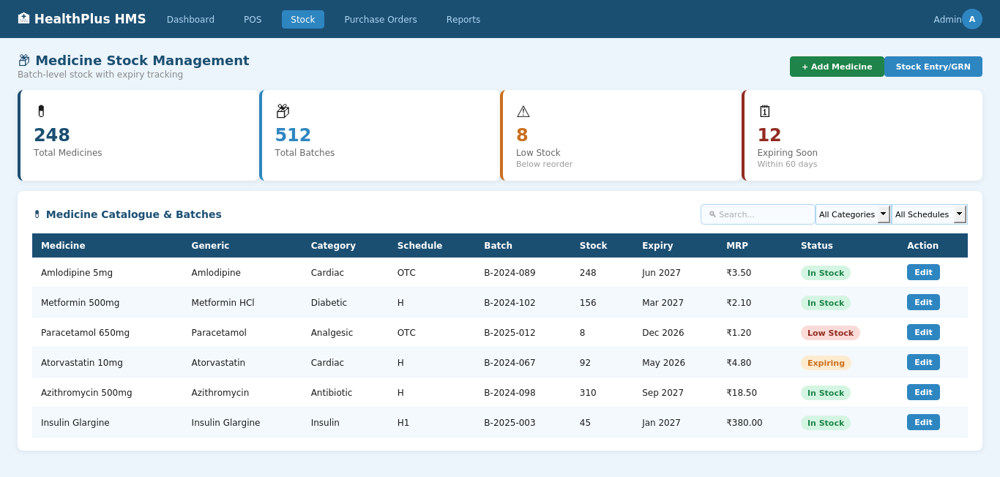 HealthPlus HMS Dashboard POS Stock Purchase Orders Reports Admin A
Medicine Stock Management
Batch-level stock with expiry tracking
+ Add Medicine Stock Entry/GRN
248
Total Medicines
512
Total Batches
8
Low Stock
Below reorder
12
Expiring Soon
Within 60 days
Medicine Catalogue & Batches
Search... All Categories All Schedules
Medicine Generic Category Schedule Batch Stock Expiry MRP Status Action
Amlodipine 5mg Amlodipine Cardiac OTC B-2024-089 248 Jun 2027 ₹3.50 In Stock Edit
Metformin 500mg Metformin HCl Diabetic H B-2024-102 156 Mar 2027 ₹2.10 In Stock Edit
Paracetamol 650mg Paracetamol Analgesic OTC B-2025-012 8 Dec 2026 ₹1.20 Low Stock Edit
Atorvastatin 10mg Atorvastatin Cardiac H B-2024-067 92 May 2026 ₹4.80 Expiring Edit
Azithromycin 500mg Azithromycin Antibiotic H B-2024-098 310 Sep 2027 ₹18.50 In Stock Edit
Insulin Glargine Insulin Glargine Insulin H1 B-2025-003 45 Jan 2027 ₹380.00 In Stock Edit